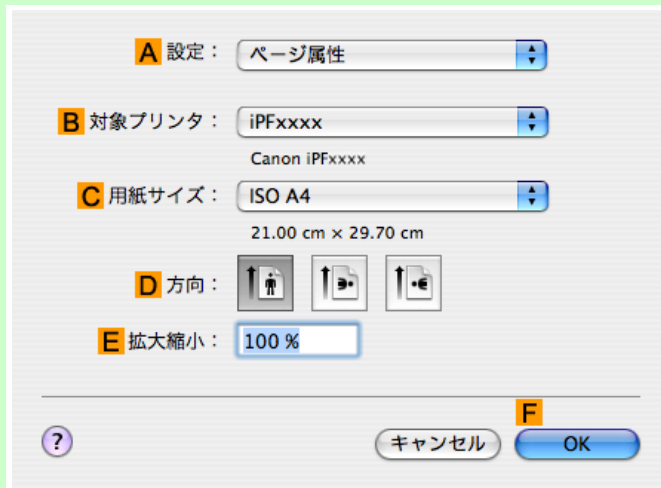 A 設定： ページ属性
B 対象プリンタ： iPFxxxx
Canon iPFxxxx
C 用紙サイズ： ISO A4
21.00 cm × 29.70 cm
D 方向：
E 拡大縮小： 100 %
F
? キャンセル OK